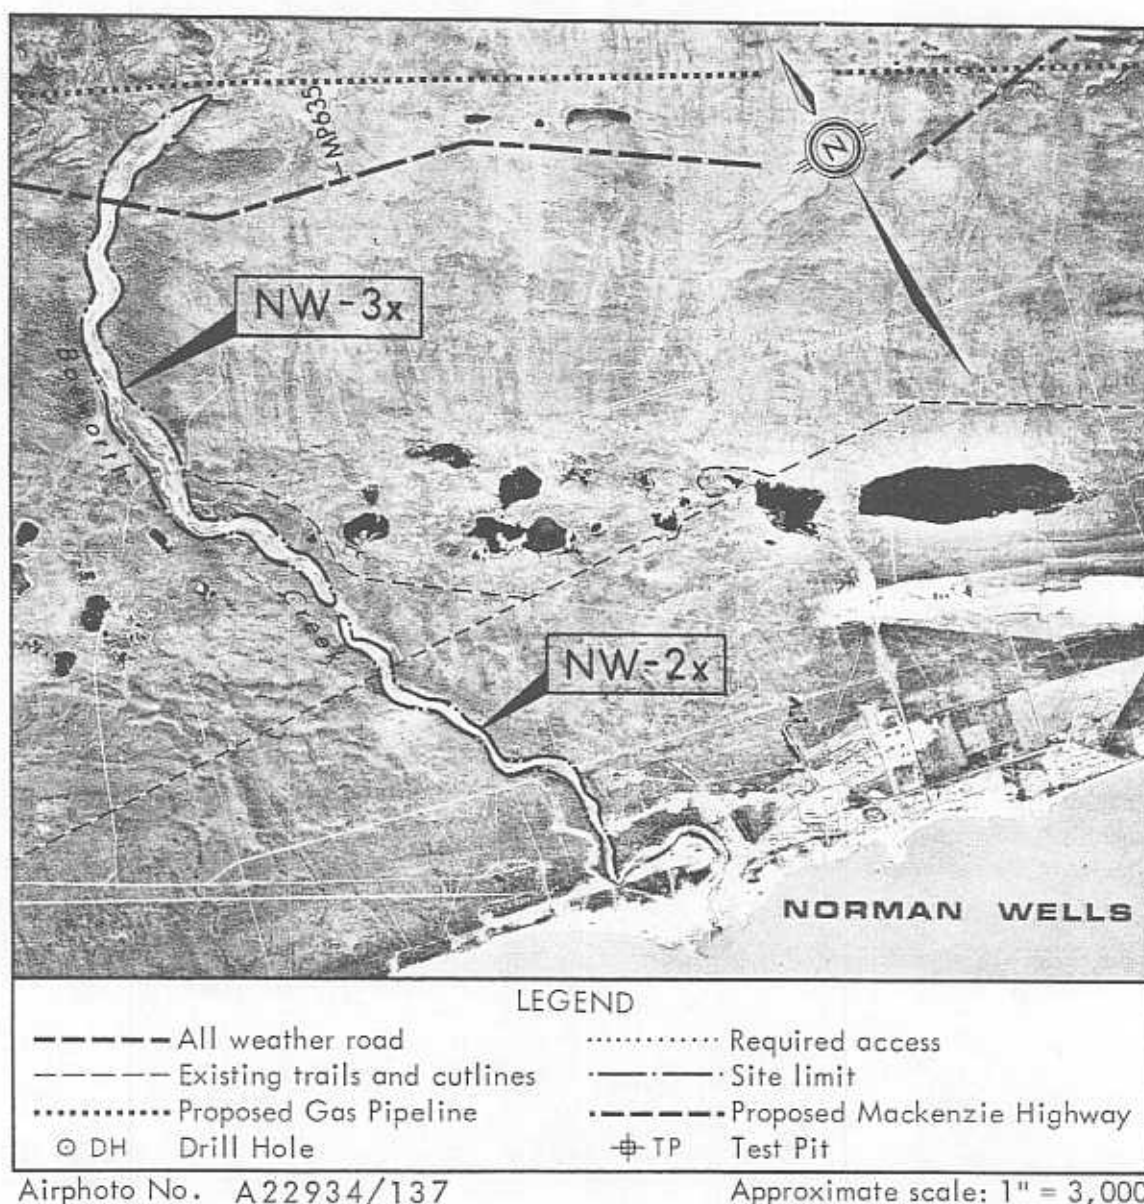 MP635
N
NW-3x
Bosworth
Creek
NW-2x
NORMAN WELLS
LEGEND
All weather road
Required access
Existing trails and cutlines
Site limit
Proposed Gas Pipeline
Proposed Mackenzie Highway
DH Drill Hole
TP Test Pit
Airphoto No. A22934/137
Approximate scale: 1" = 3,000